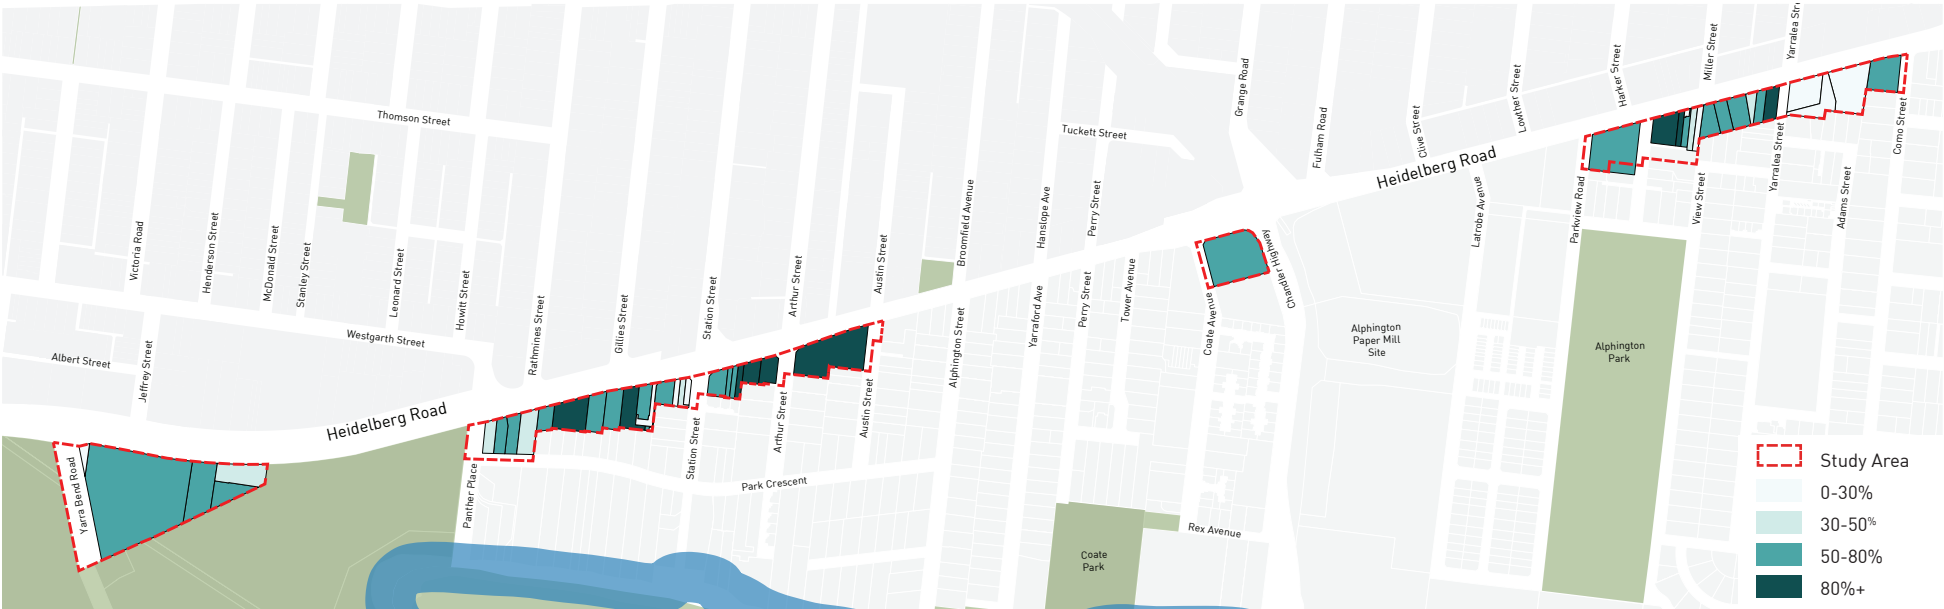 Thomson Street
Victoria Road
Henderson Street
McDonald Street
Stanley Street
Leonard Street
Howitt Street
Rathmines Street
Gillies Street
Station Street
Arthur Street
Austin Street
Broomfield Avenue
Hanslope Ave
Perry Street
Tuckett Street
Grange Road
Fulham Road
Clive Street
Lowther Street
Harker Street
Miller Street
Yarralea Str
Heidelberg Road
Westgarth Street
Albert Street
Jeffrey Street
Heidelberg Road
Yarra Bend Road
Panther Place
Station Street
Arthur Street
Austin Street
Park Crescent
Alphington Street
Yarraford Ave
Perry Street
Tower Avenue
Coate Avenue
Chandler Highway
Latrobe Avenue
Parkview Road
View Street
Yarralea Street
Adams Street
Como Street
Alphington
Paper Mill
Site
Alphington
Park
Rex Avenue
Coate
Park
Study Area
0-30%
30-50%
50-80%
80%+